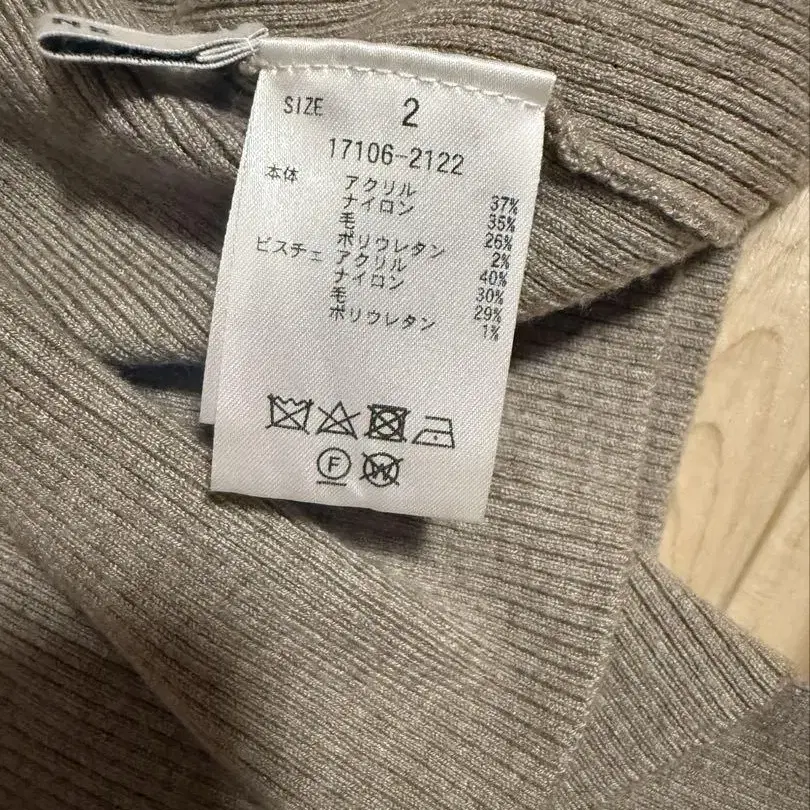 SIZE 2
17106-2122
本体 アクリル 37%
ナイロン 35%
毛 26%
ポリウレタン 2%
ビスチェ アクリル 40%
ナイロン 30%
毛 29%
ポリウレタン 1%
F
W